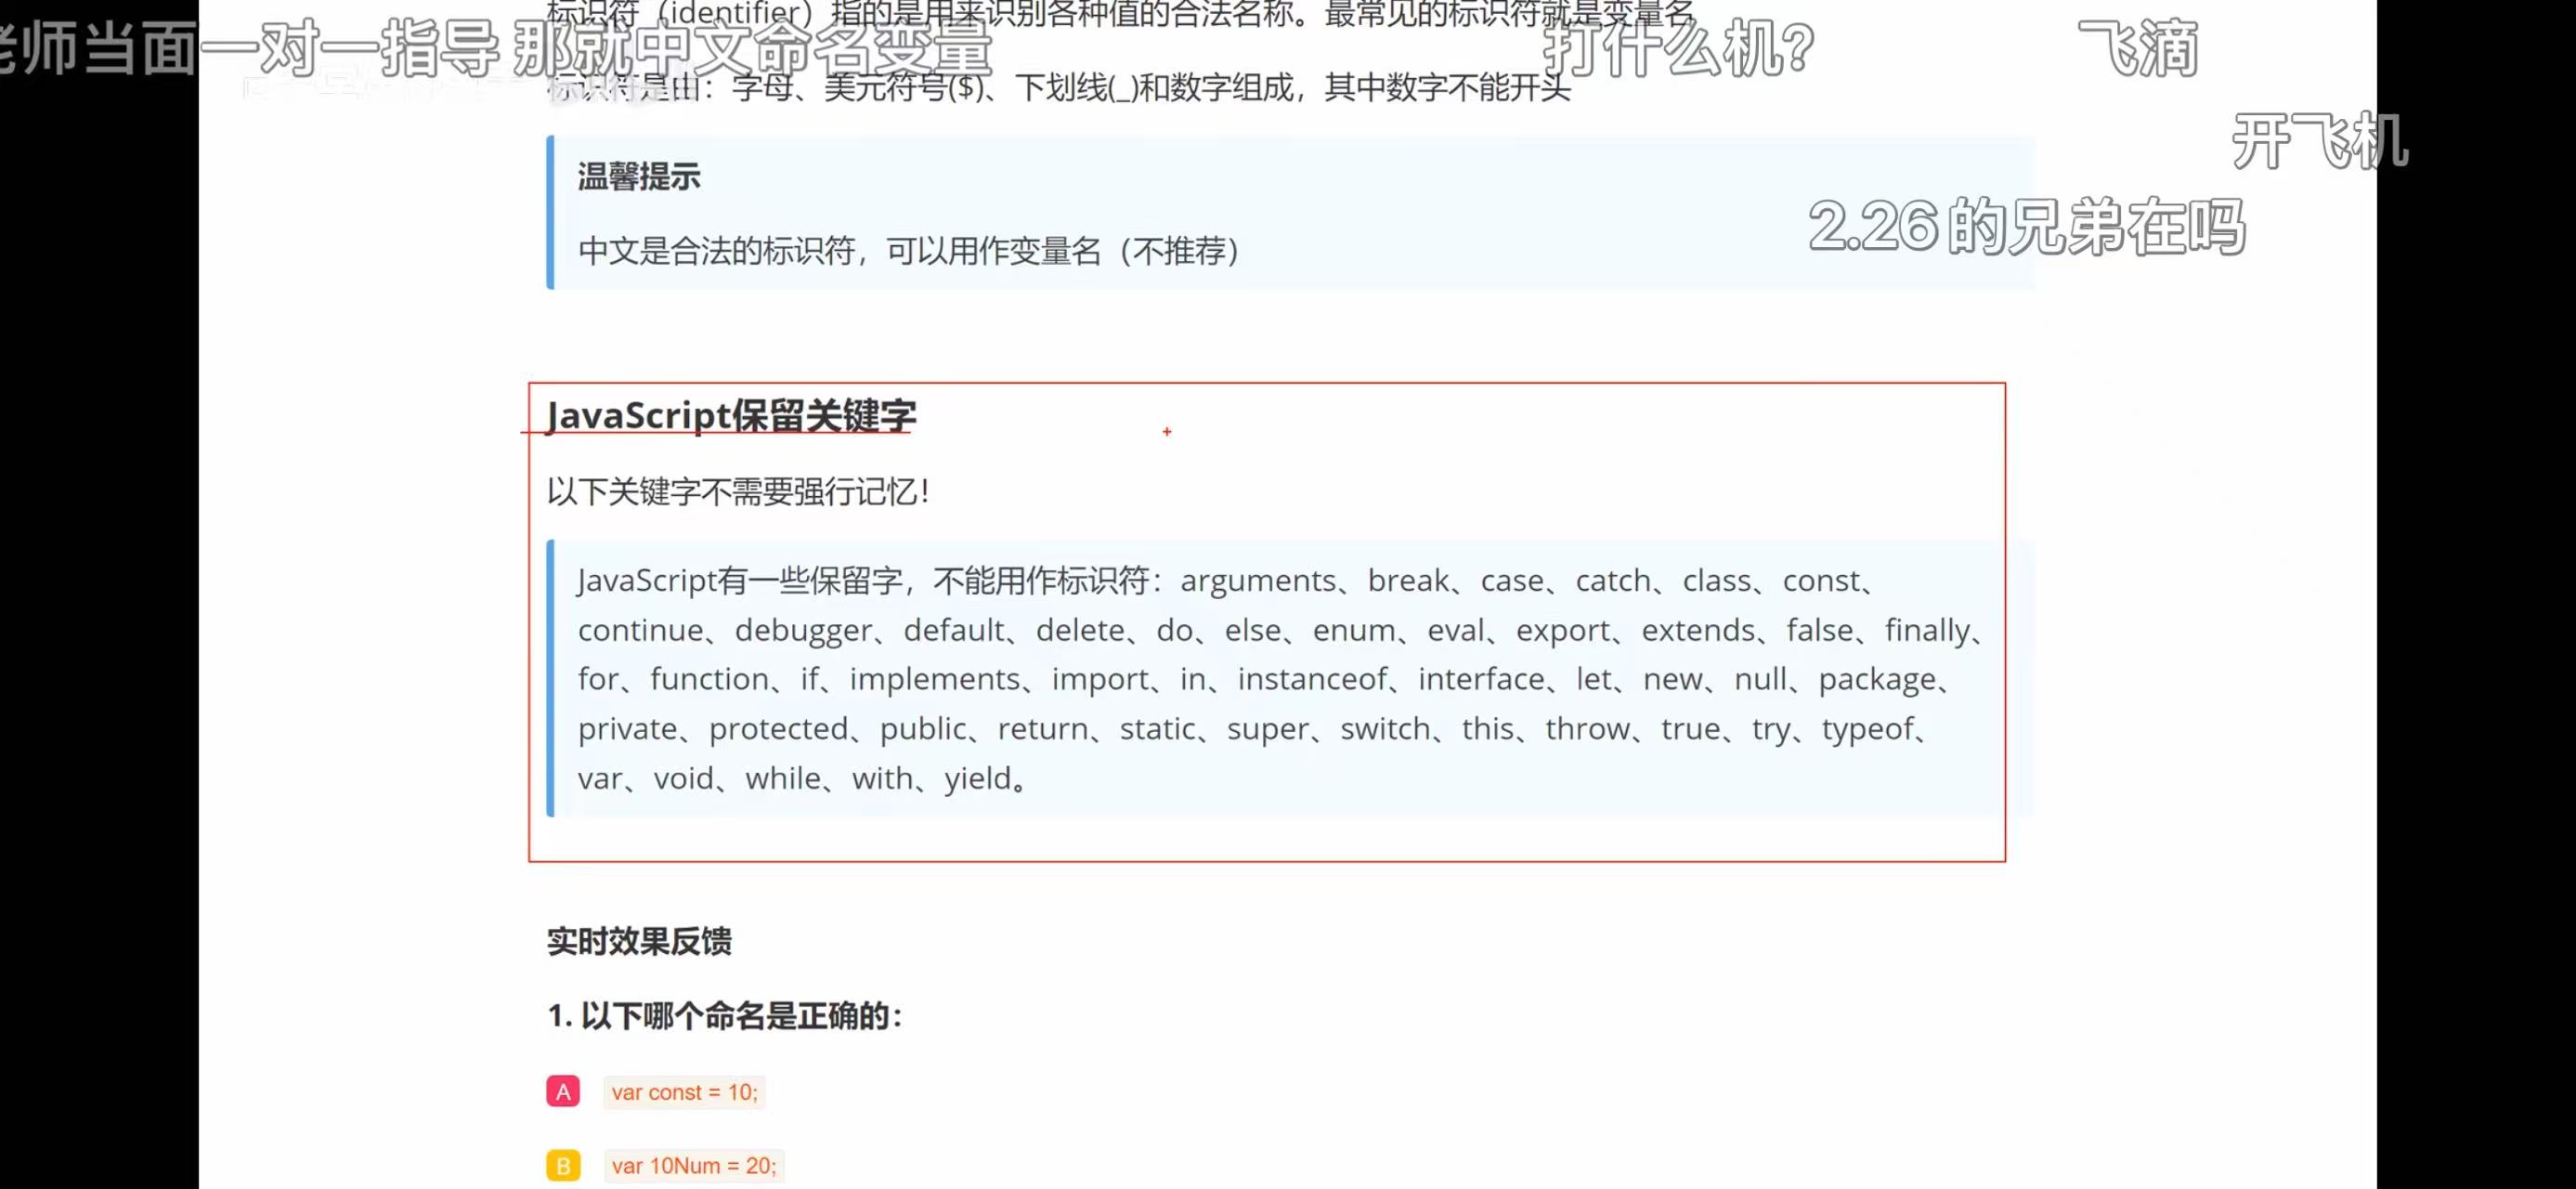 标识符（identifier）指的是用来识别各种值的合法名称。最常见的标识符就是变量名
老师当面一对一指导 那就中文命名变量
打什么机？
飞滴
标识符是由：字母、美元符号($)、下划线(_)和数字组成，其中数字不能开头
开飞机
温馨提示
2.26的兄弟在吗
中文是合法的标识符，可以用作变量名（不推荐）
JavaScript保留关键字
以下关键字不需要强行记忆！
JavaScript有一些保留字，不能用作标识符：arguments、break、case、catch、class、const、
continue、debugger、default、delete、do、else、enum、eval、export、extends、false、finally、
for、function、if、implements、import、in、instanceof、interface、let、new、null、package、
private、protected、public、return、static、super、switch、this、throw、true、try、typeof、
var、void、while、with、yield。
实时效果反馈
1. 以下哪个命名是正确的：
A var const = 10;
B var 10Num = 20;